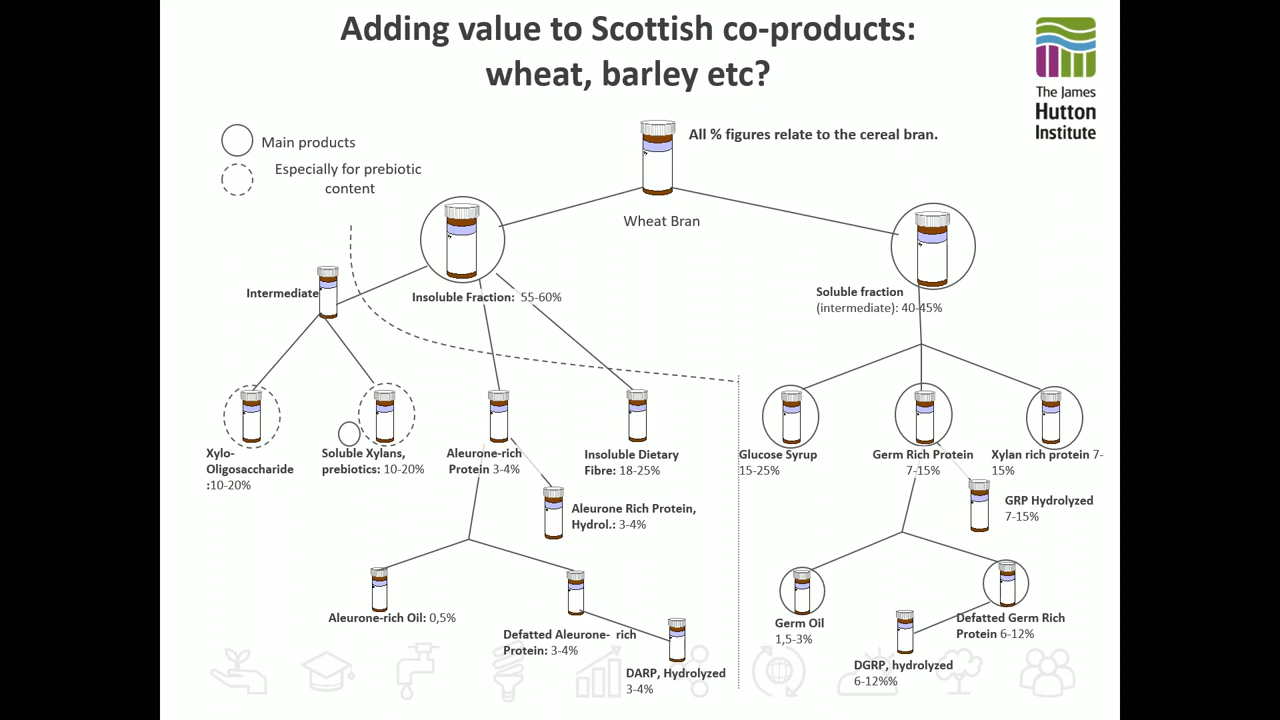 Adding value to Scottish co-products:
wheat, barley etc?
The James
Hutton
Institute
Main products
Especially for prebiotic
content
All % figures relate to the cereal bran.
Wheat Bran
Intermediate
Insoluble Fraction: 55-60%
Soluble fraction
(intermediate): 40-45%
Xylo-
Oligosaccharide
:10-20%
Soluble Xylans,
prebiotics: 10-20%
Aleurone-rich
Protein 3-4%
Insoluble Dietary
Fibre: 18-25%
Glucose Syrup
15-25%
Germ Rich Protein
7-15%
Xylan rich protein 7-
15%
Aleurone Rich Protein,
Hydrol.: 3-4%
GRP Hydrolyzed
7-15%
Aleurone-rich Oil: 0,5%
Defatted Aleurone- rich
Protein: 3-4%
DARP, Hydrolyzed
3-4%
Germ Oil
1,5-3%
Defatted Germ Rich
Protein 6-12%
DGRP, hydrolyzed
6-12%%